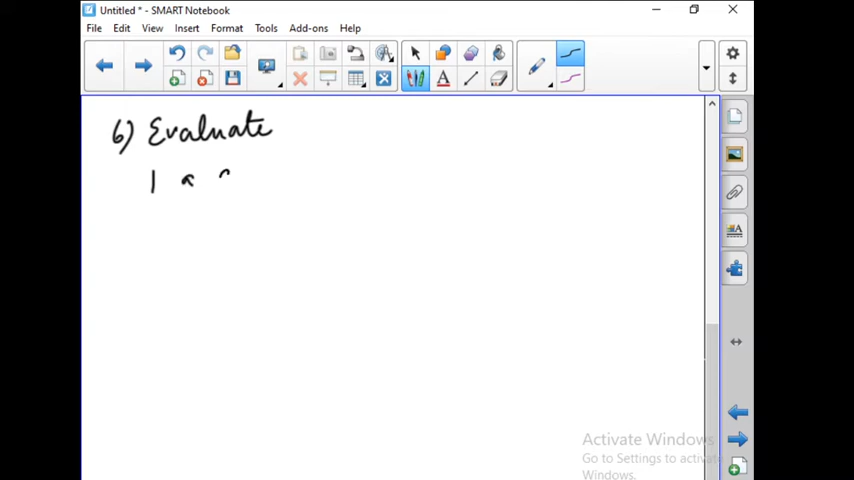 Untitled * - SMART Notebook
File Edit View Insert Format Tools Add-ons Help
6) Evaluate
1 a
Activate Windows
Go to Settings to activate
Windows.